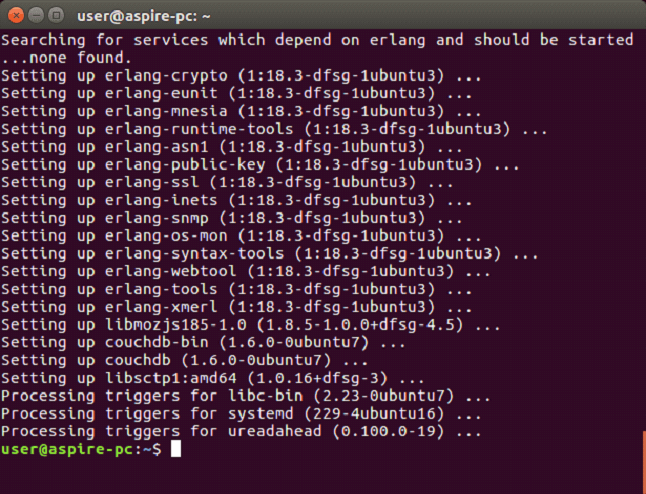 user@aspire-pc: ~
Searching for services which depend on erlang and should be started
...none found.
Setting up erlang-crypto (1:18.3-dfsg-1ubuntu3) ...
Setting up erlang-eunit (1:18.3-dfsg-1ubuntu3) ...
Setting up erlang-mnesia (1:18.3-dfsg-1ubuntu3) ...
Setting up erlang-runtime-tools (1:18.3-dfsg-1ubuntu3) ...
Setting up erlang-asn1 (1:18.3-dfsg-1ubuntu3) ...
Setting up erlang-public-key (1:18.3-dfsg-1ubuntu3) ...
Setting up erlang-ssl (1:18.3-dfsg-1ubuntu3) ...
Setting up erlang-inets (1:18.3-dfsg-1ubuntu3) ...
Setting up erlang-snmp (1:18.3-dfsg-1ubuntu3) ...
Setting up erlang-os-mon (1:18.3-dfsg-1ubuntu3) ...
Setting up erlang-syntax-tools (1:18.3-dfsg-1ubuntu3) ...
Setting up erlang-webtool (1:18.3-dfsg-1ubuntu3) ...
Setting up erlang-tools (1:18.3-dfsg-1ubuntu3) ...
Setting up erlang-xmerl (1:18.3-dfsg-1ubuntu3) ...
Setting up libmozjs185-1.0 (1.8.5-1.0.0+dfsg-4.5) ...
Setting up couchdb-bin (1.6.0-0ubuntu7) ...
Setting up couchdb (1.6.0-0ubuntu7) ...
Setting up libsctp1:amd64 (1.0.16+dfsg-3) ...
Processing triggers for libc-bin (2.23-0ubuntu7) ...
Processing triggers for systemd (229-4ubuntu16) ...
Processing triggers for ureadahead (0.100.0-19) ...
user@aspire-pc:~$